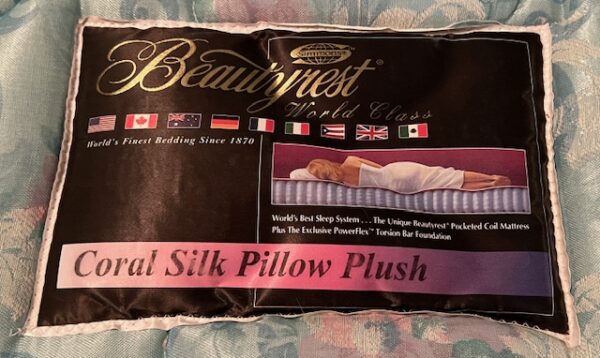 Simmons®
Beautyrest®
World Class
World's Finest Bedding Since 1870
World's Best Sleep System . . . The Unique Beautyrest® Pocketed Coil Mattress
Plus The Exclusive PowerFlex™ Torsion Bar Foundation
Coral Silk Pillow Plush